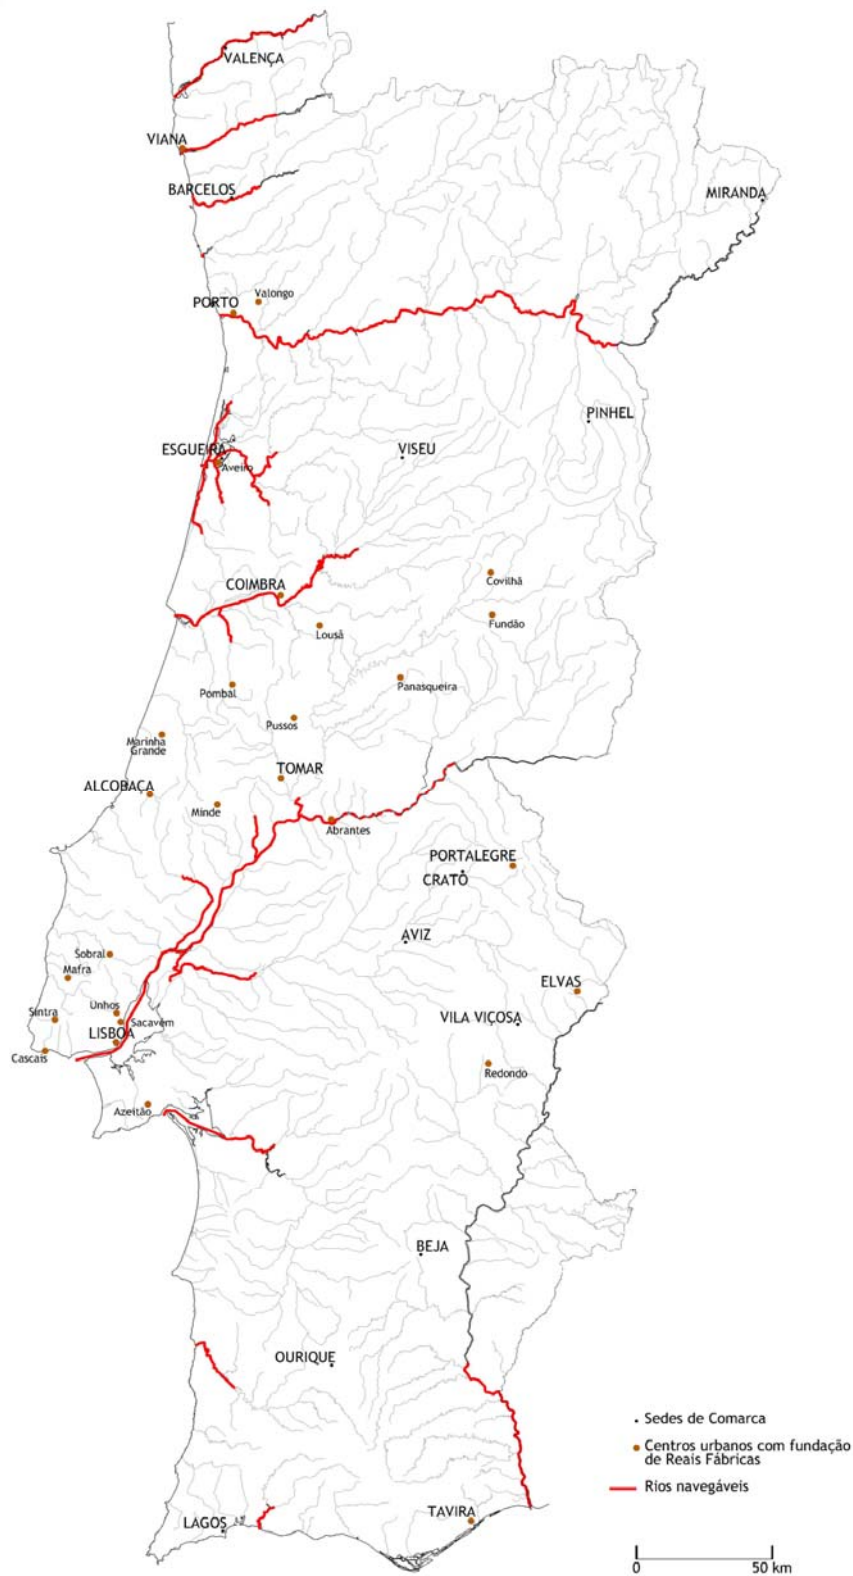 VALENÇA
VIANA
BARCELOS
MIRANDA
Valongo
PORTO
PINHEL
ESGUEIRA
VISEU
Aveiro
COIMBRA
Covilhã
Fundão
Lousã
Pombal
Panasqueira
Pussos
Marinha
Grande
TOMAR
ALCOBAÇA
Minde
Abrantes
PORTALEGRE
CRATO
AVIZ
Sobral
Mafra
ELVAS
Sintra
Unhos
Sacavém
VILA VIÇOSA
LISBOA
Cascais
Redondo
Azeitão
BEJA
OURIQUE
Sedes de Comarca
Centros urbanos com fundação
de Reais Fábricas
Rios navegáveis
LAGOS
TAVIRA
0 50 km